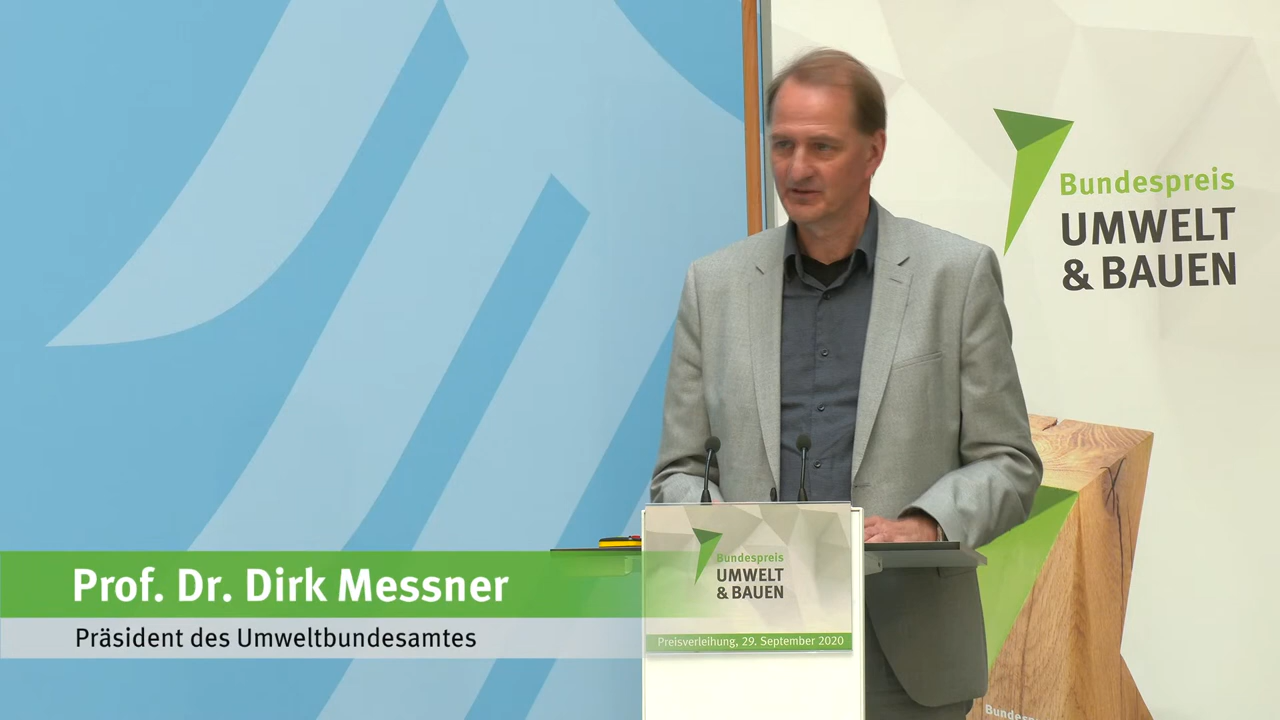 Bundespreis
UMWELT
& BAUEN
Bundespreis
UMWELT
& BAUEN
Preisverleihung, 29. September 2020
Prof. Dr. Dirk Messner
Präsident des Umweltbundesamtes